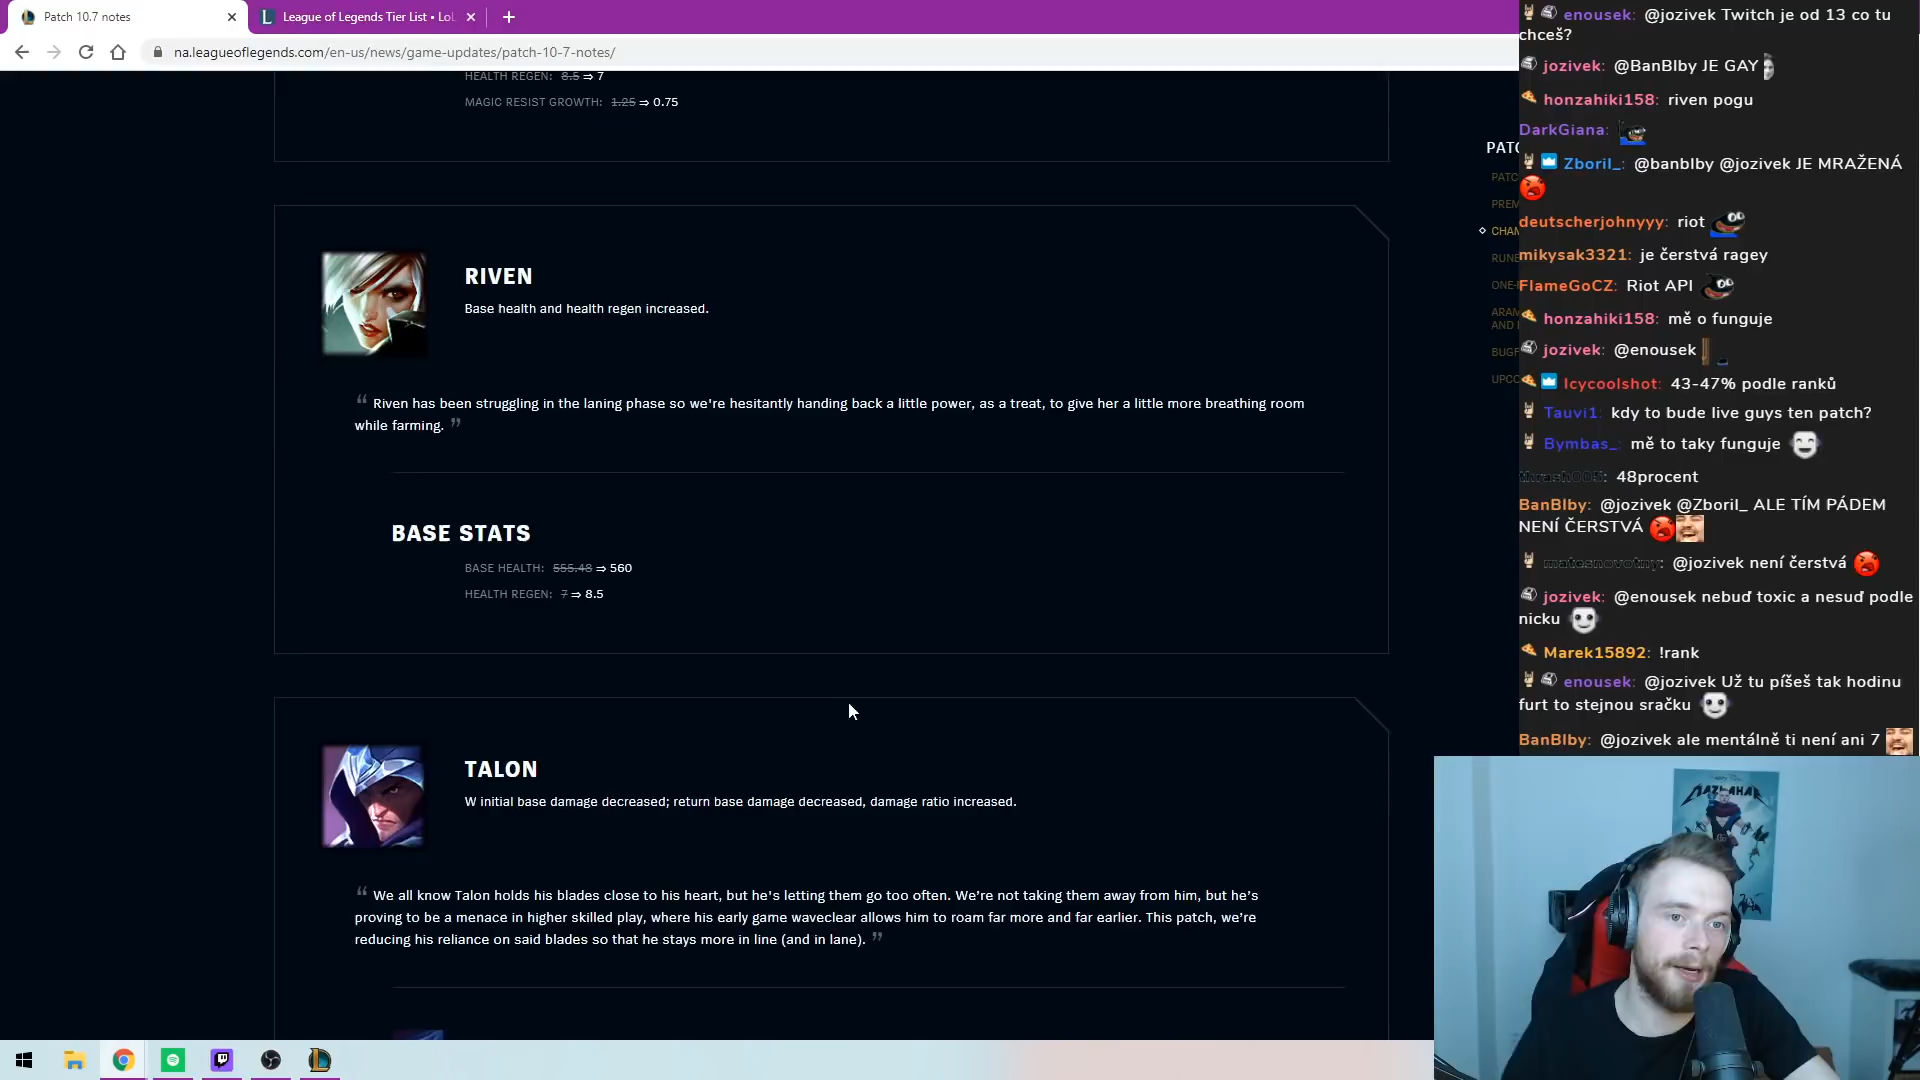 Patch 10.7 notes
League of Legends Tier List • LoL
na.leagueoflegends.com/en-us/news/game-updates/patch-10-7-notes/
HEALTH REGEN: 8.5 ⇒ 7
MAGIC RESIST GROWTH: 1.25 ⇒ 0.75
RIVEN
Base health and health regen increased.
“ Riven has been struggling in the laning phase so we're hesitantly handing back a little power, as a treat, to give her a little more breathing room
while farming. ”
BASE STATS
BASE HEALTH: 555.48 ⇒ 560
HEALTH REGEN: 7 ⇒ 8.5
TALON
W initial base damage decreased; return base damage decreased, damage ratio increased.
“ We all know Talon holds his blades close to his heart, but he's letting them go too often. We’re not taking them away from him, but he’s
proving to be a menace in higher skilled play, where his early game waveclear allows him to roam far more and far earlier. This patch, we’re
reducing his reliance on said blades so that he stays more in line (and in lane). ”
PATC
PATC
PREM
CHAM
RUNE
ONE-
ARAM
AND
BUGF
UPCO
enousek: @jozivek Twitch je od 13 co tu
chceš?
jozivek: @BanBlby JE GAY
honzahiki158: riven pogu
DarkGiana:
Zboril_: @banblby @jozivek JE MRAŽENÁ
deutscherjohnyyy: riot
mikysak3321: je čerstvá ragey
FlameGoCZ: Riot API
honzahiki158: mě o funguje
jozivek: @enousek
Icycoolshot: 43-47% podle ranků
Tauvi1: kdy to bude live guys ten patch?
Bymbas_: mě to taky funguje
thrash005: 48procent
BanBlby: @jozivek @Zboril_ ALE TÍM PÁDEM
NENÍ ČERSTVÁ
matesnovotny: @jozivek není čerstvá
jozivek: @enousek nebuď toxic a nesuď podle
nicku
Marek15892: !rank
enousek: @jozivek Už tu píšeš tak hodinu
furt to stejnou sračku
BanBlby: @jozivek ale mentálně ti není ani 7